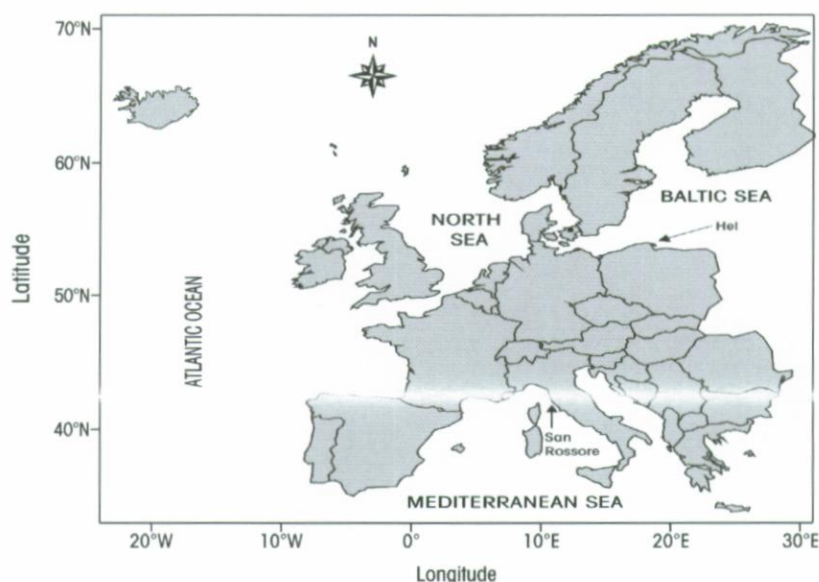 70°N
N
60°N
BALTIC SEA
NORTH
SEA
Hel
Latitude
50°N
ATLANTIC OCEAN
40°N
San
Rossore
MEDITERRANEAN SEA
20°W
10°W
0°
10°E
20°E
30°E
Longitude